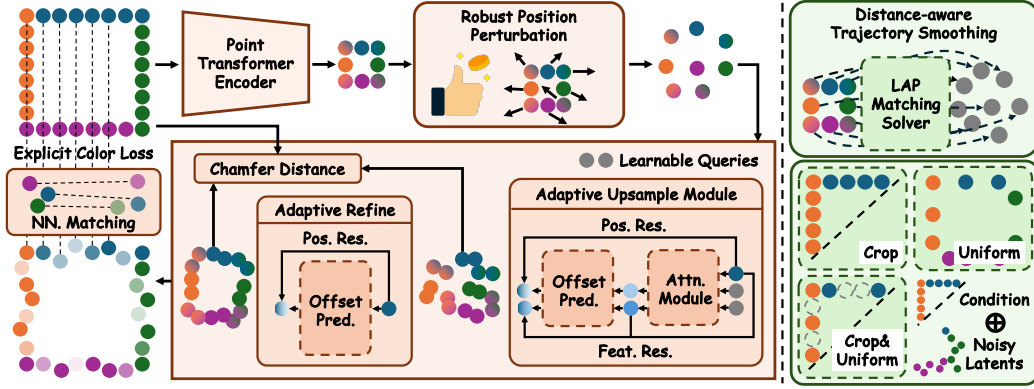 Point
Transformer
Encoder
Robust Position
Perturbation
Explicit Color Loss
NN. Matching
Chamfer Distance
Learnable Queries
Adaptive Refine
Pos. Res.
Offset
Pred.
Adaptive Upsample Module
Pos. Res.
Offset
Pred.
Attn.
Module
Feat. Res.
Distance-aware
Trajectory Smoothing
LAP
Matching
Solver
Crop
Uniform
Crop&
Uniform
Condition
Noisy
Latents